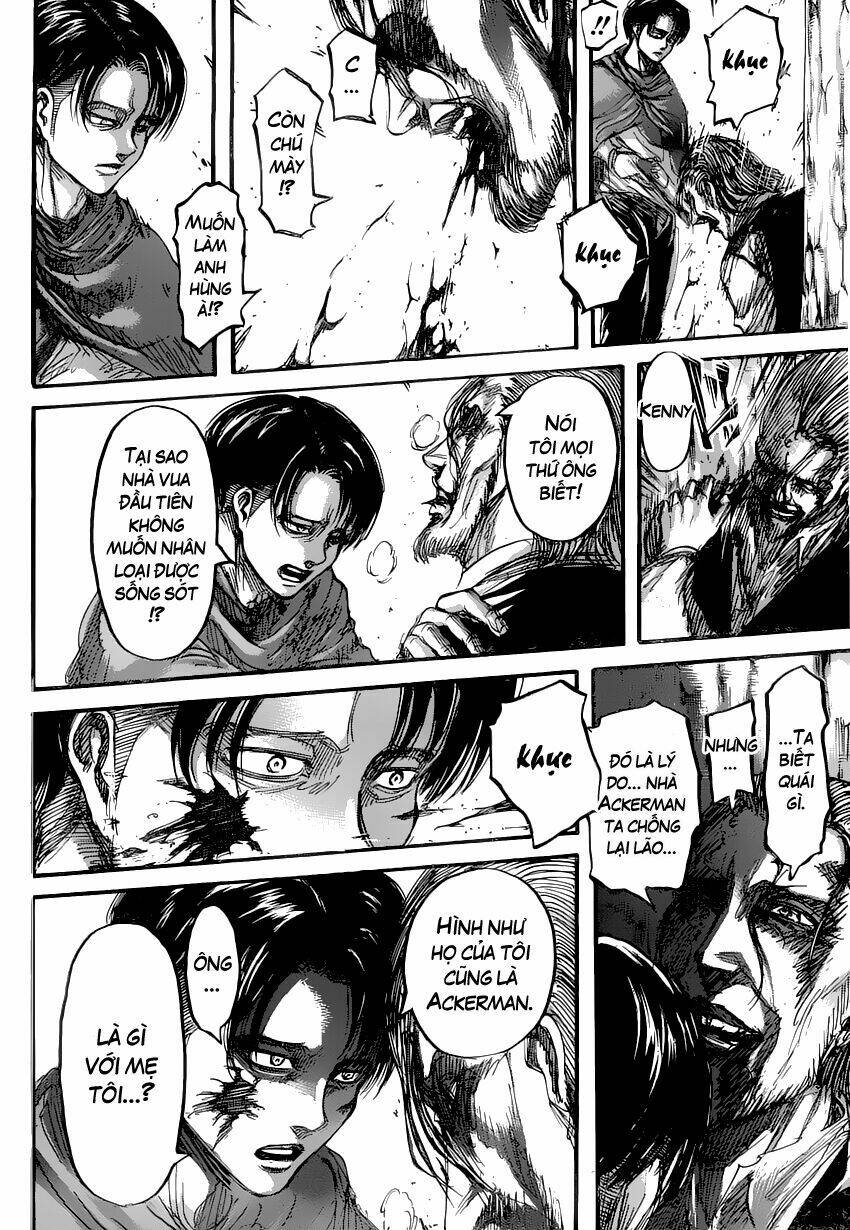 !!
KHỤC
KHỤC
C
...
CÒN
CHÚ
MÀY
!?
MUỐN
LÀM
ANH
HÙNG
À!?
KENNY
NÓI
TÔI MỌI
THỨ ÔNG
BIẾT!
TẠI SAO
NHÀ VUA
ĐẦU TIÊN
KHÔNG
MUỐN NHÂN
LOẠI ĐƯỢC
SỐNG SÓT
!?
...TA
BIẾT
QUÁI
GÌ.
NHƯNG
...
ĐÓ LÀ LÝ
DO... NHÀ
ACKERMAN
TA CHỐNG
LẠI LÃO...
KHỤC
HÌNH NHƯ
HỌ CỦA TÔI
CŨNG LÀ
ACKERMAN.
ÔNG
...
LÀ GÌ
VỚI MẸ
TÔI...?